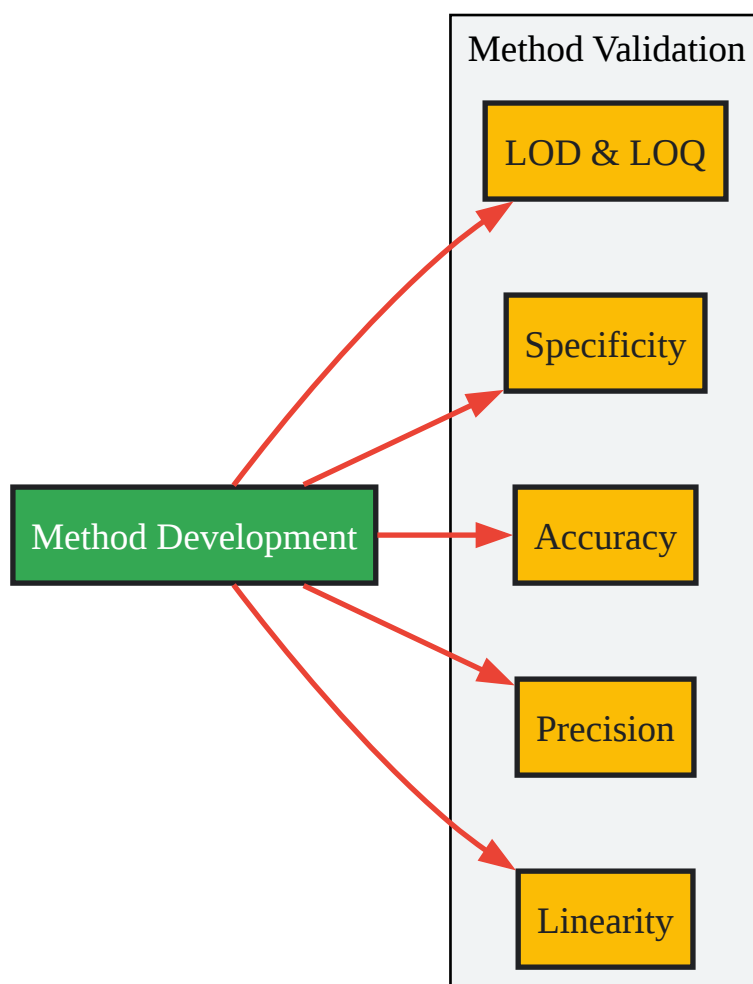 Method Validation
LOD & LOQ
Specificity
Method Development
Accuracy
Precision
Linearity